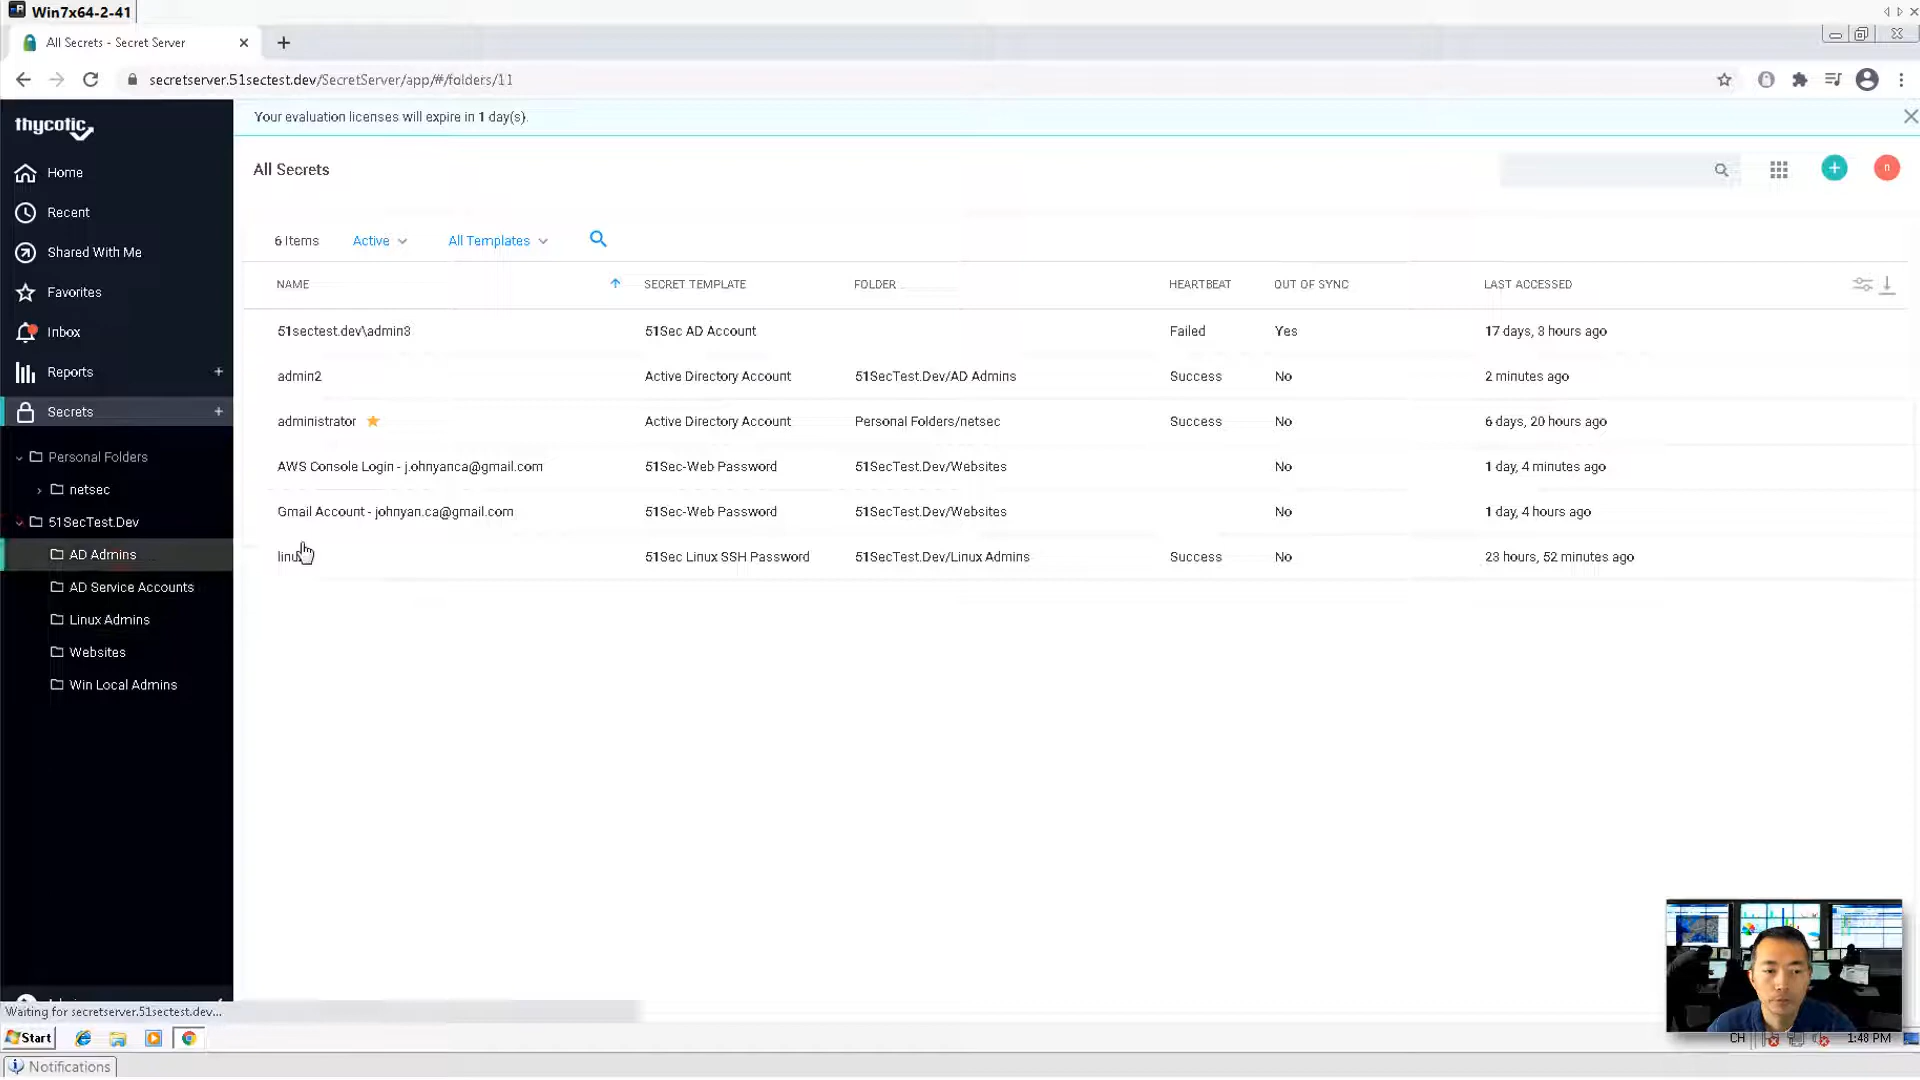 Win7x64-2-41
All Secrets - Secret Server
secretserver.51sectest.dev/SecretServer/app/#/folders/11
thycotic
Your evaluation licenses will expire in 1 day(s).
Home
Recent
Shared With Me
Favorites
Inbox
Reports
Secrets
Personal Folders
netsec
51SecTest.Dev
AD Admins
AD Service Accounts
Linux Admins
Websites
Win Local Admins
All Secrets
n
6 Items Active All Templates
NAME SECRET TEMPLATE FOLDER HEARTBEAT OUT OF SYNC LAST ACCESSED
51sectest.dev\admin3 51Sec AD Account Failed Yes 17 days, 3 hours ago
admin2 Active Directory Account 51SecTest.Dev/AD Admins Success No 2 minutes ago
administrator Active Directory Account Personal Folders/netsec Success No 6 days, 20 hours ago
AWS Console Login - j.ohnyanca@gmail.com 51Sec-Web Password 51SecTest.Dev/Websites No 1 day, 4 minutes ago
Gmail Account - johnyan.ca@gmail.com 51Sec-Web Password 51SecTest.Dev/Websites No 1 day, 4 hours ago
51Sec Linux SSH Password 51SecTest.Dev/Linux Admins Success No 23 hours, 52 minutes ago
Waiting for secretserver.51sectest.dev...
Start
CH 1:48 PM
Notifications